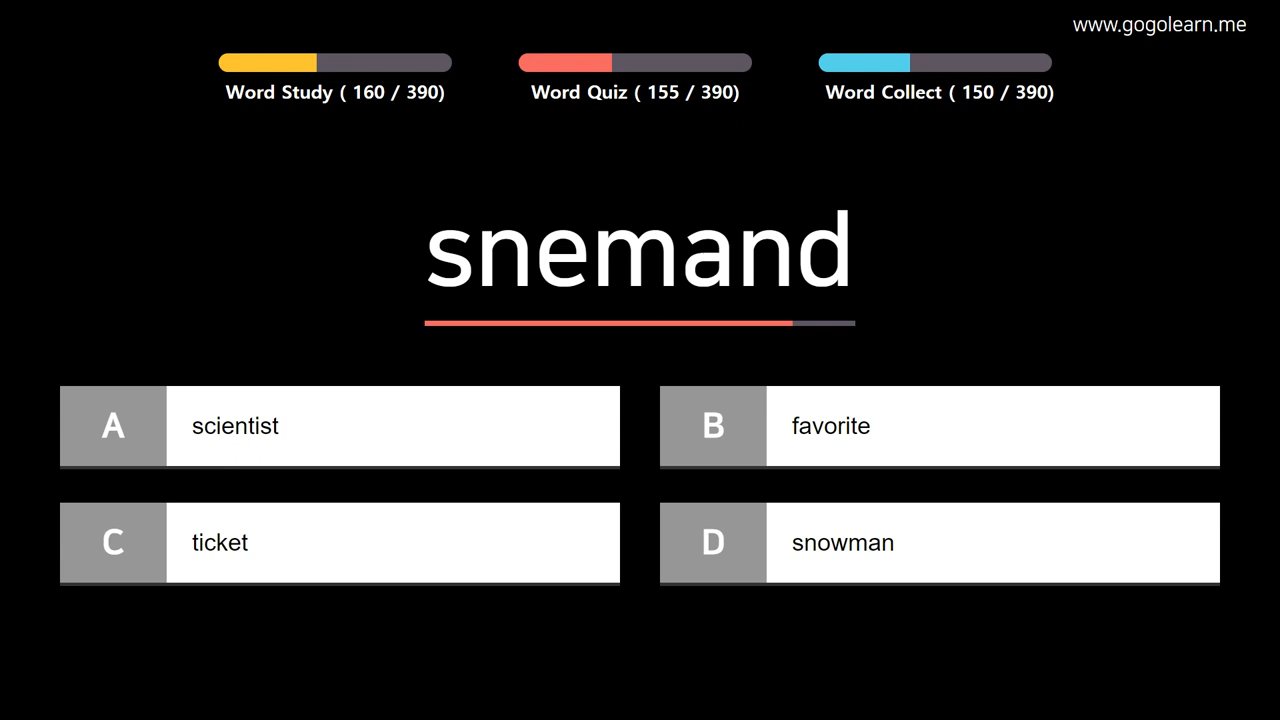 www.gogolearn.me
Word Study ( 160 / 390)
Word Quiz ( 155 / 390)
Word Collect ( 150 / 390)
snemand
A scientist
B favorite
C ticket
D snowman